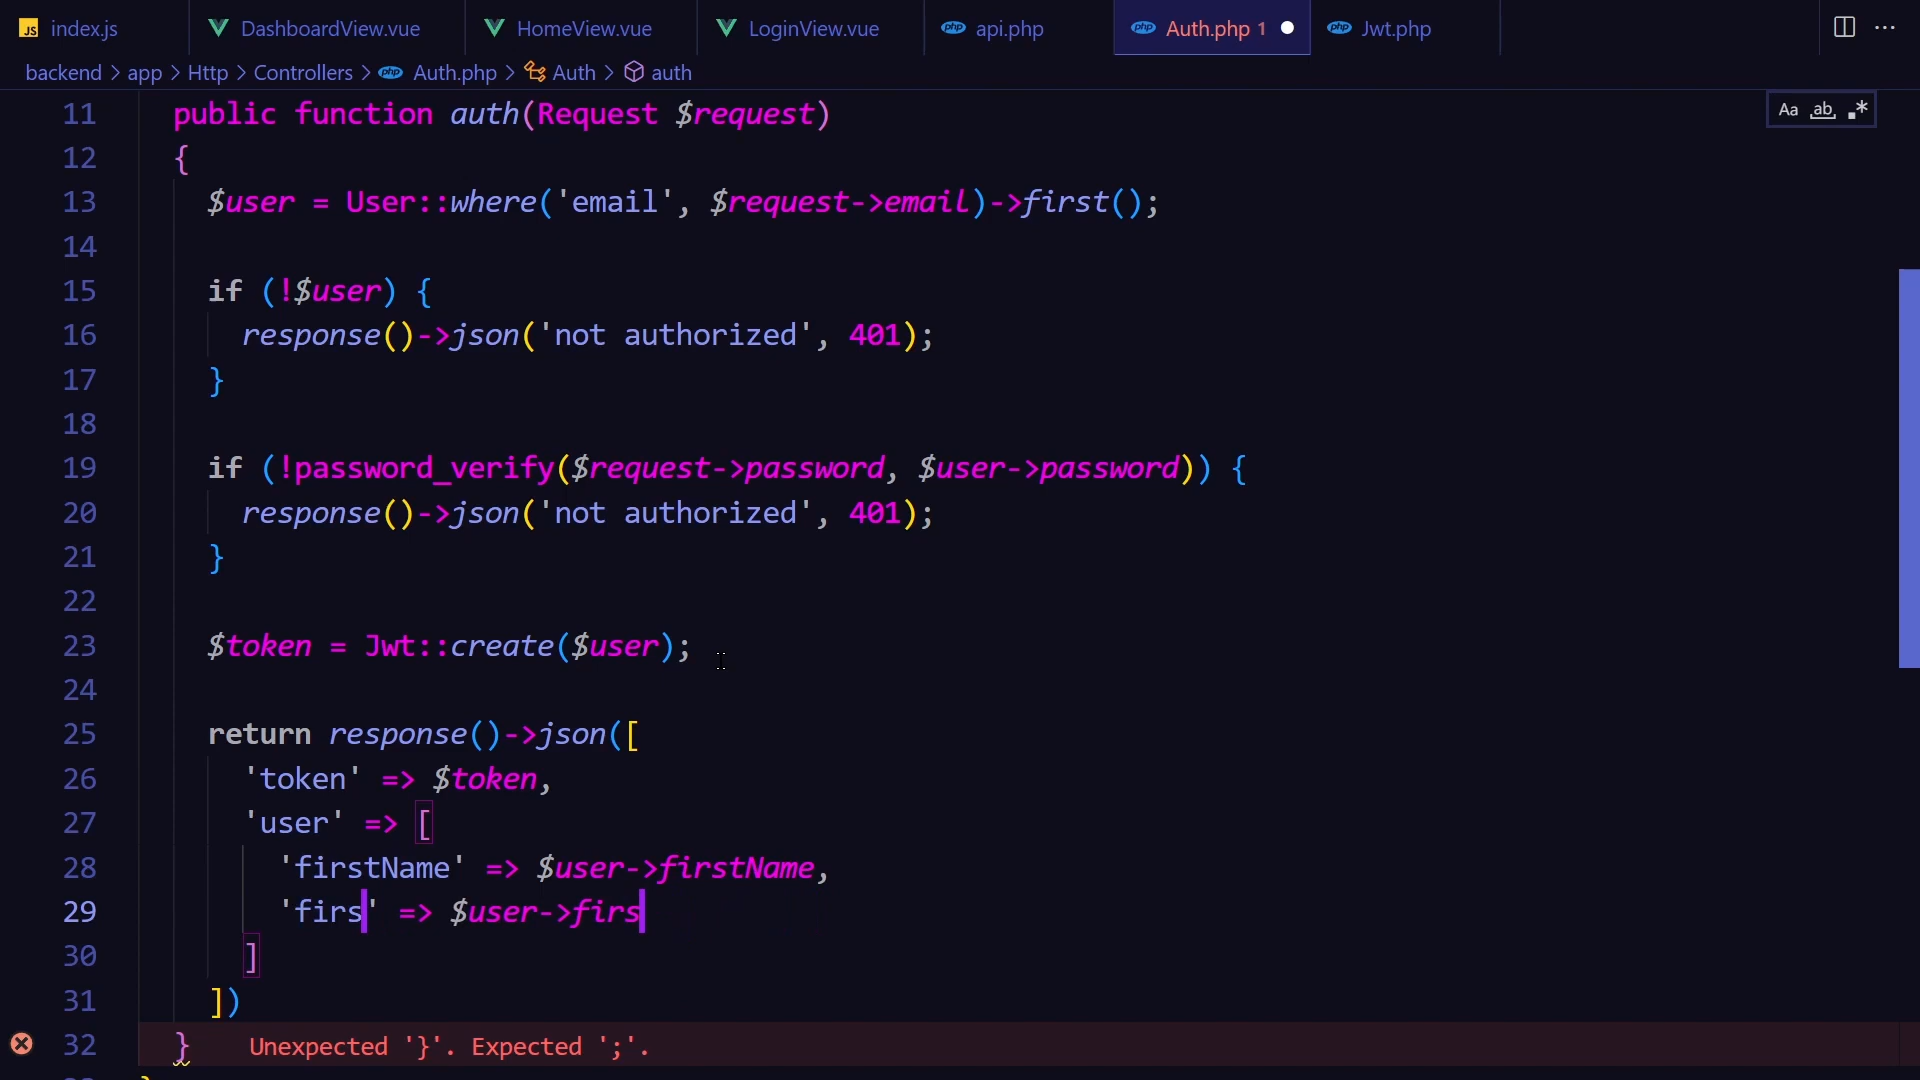 index.js DashboardView.vue HomeView.vue LoginView.vue php api.php php Auth.php 1 php Jwt.php
backend > app > Http > Controllers > php Auth.php > Auth > auth
Aa ab
11 public function auth(Request $request)
12 {
13 $user = User::where('email', $request->email)->first();
14
15 if (!$user) {
16 response()->json('not authorized', 401);
17 }
18
19 if (!password_verify($request->password, $user->password)) {
20 response()->json('not authorized', 401);
21 }
22
23 $token = Jwt::create($user);
24
25 return response()->json([
26 'token' => $token,
27 'user' => [
28 'firstName' => $user->firstName,
29 'firs' => $user->firs
30 ]
31 ])
32 } Unexpected '}'. Expected ';'.